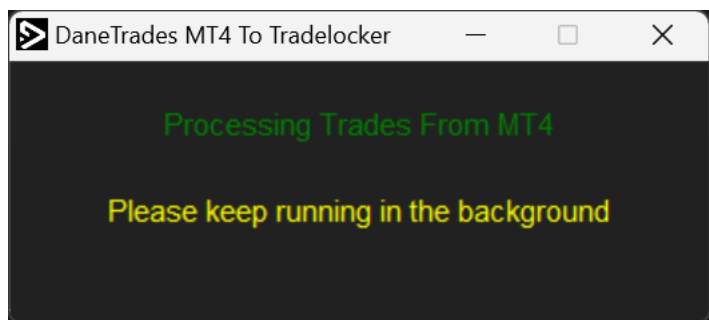 DaneTrades MT4 To Tradelocker
Processing Trades From MT4
Please keep running in the background